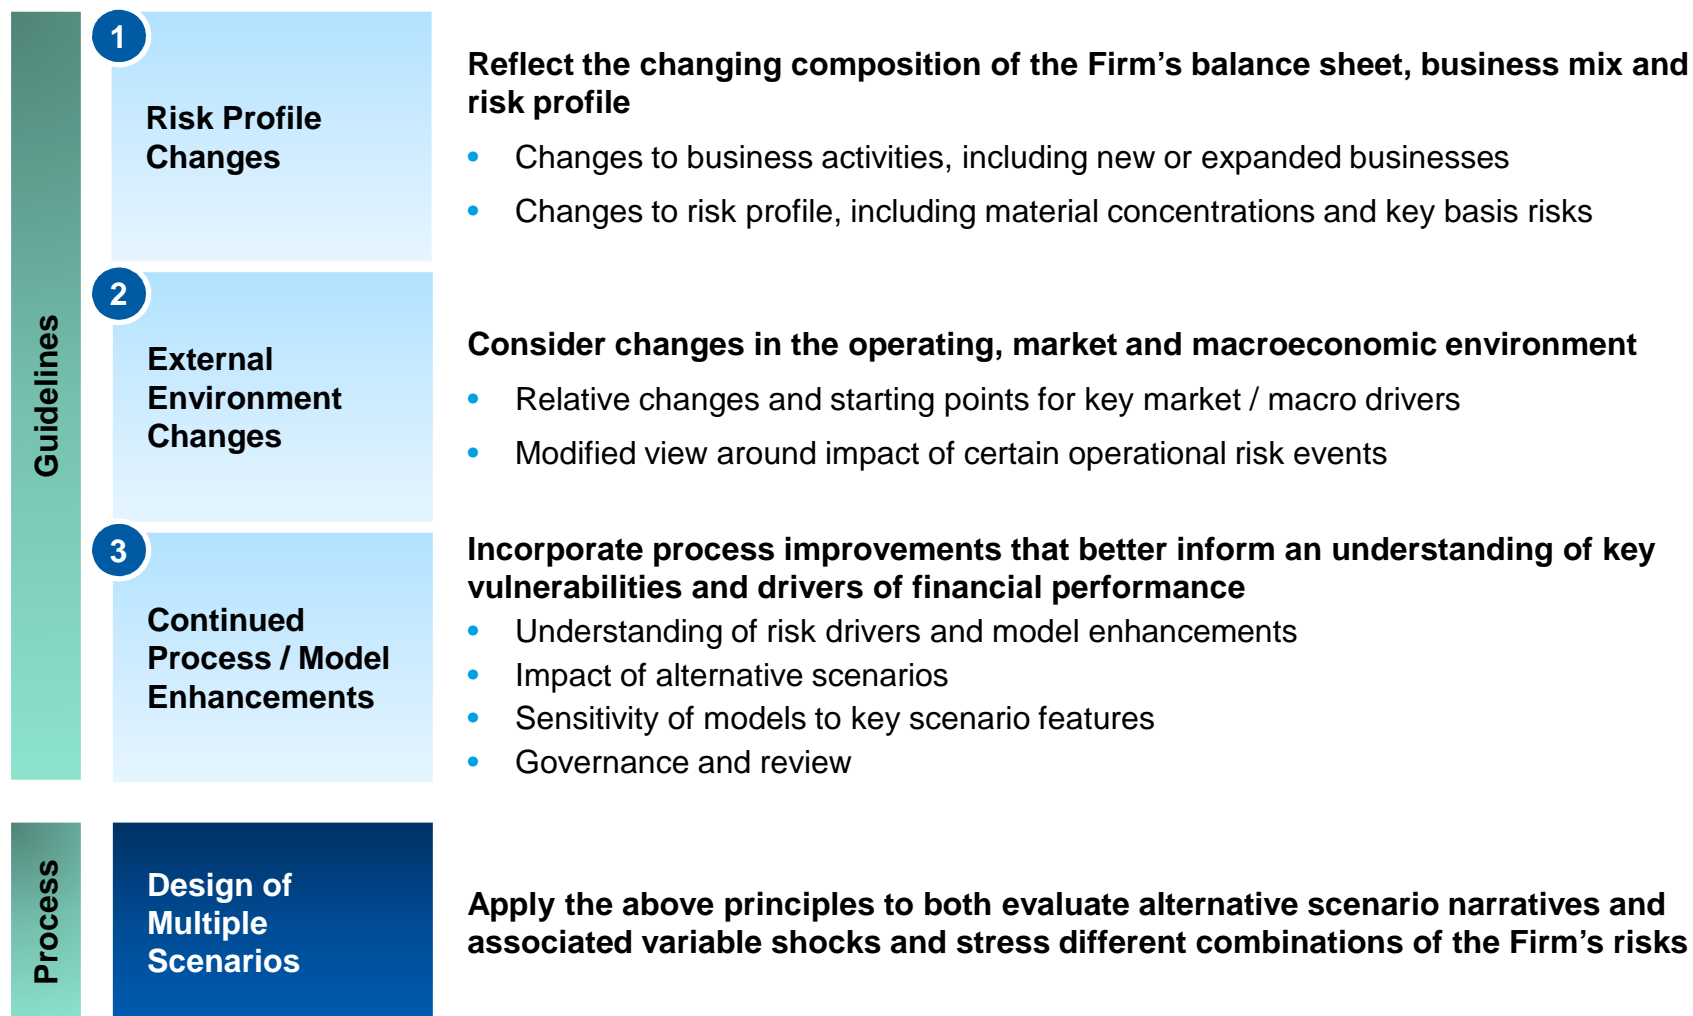 Guidelines
1
Risk Profile
Changes
Reflect the changing composition of the Firm’s balance sheet, business mix and
risk profile
• Changes to business activities, including new or expanded businesses
• Changes to risk profile, including material concentrations and key basis risks
2
External
Environment
Changes
Consider changes in the operating, market and macroeconomic environment
• Relative changes and starting points for key market / macro drivers
• Modified view around impact of certain operational risk events
3
Continued
Process / Model
Enhancements
Incorporate process improvements that better inform an understanding of key
vulnerabilities and drivers of financial performance
• Understanding of risk drivers and model enhancements
• Impact of alternative scenarios
• Sensitivity of models to key scenario features
• Governance and review
Process
Design of
Multiple
Scenarios
Apply the above principles to both evaluate alternative scenario narratives and
associated variable shocks and stress different combinations of the Firm’s risks